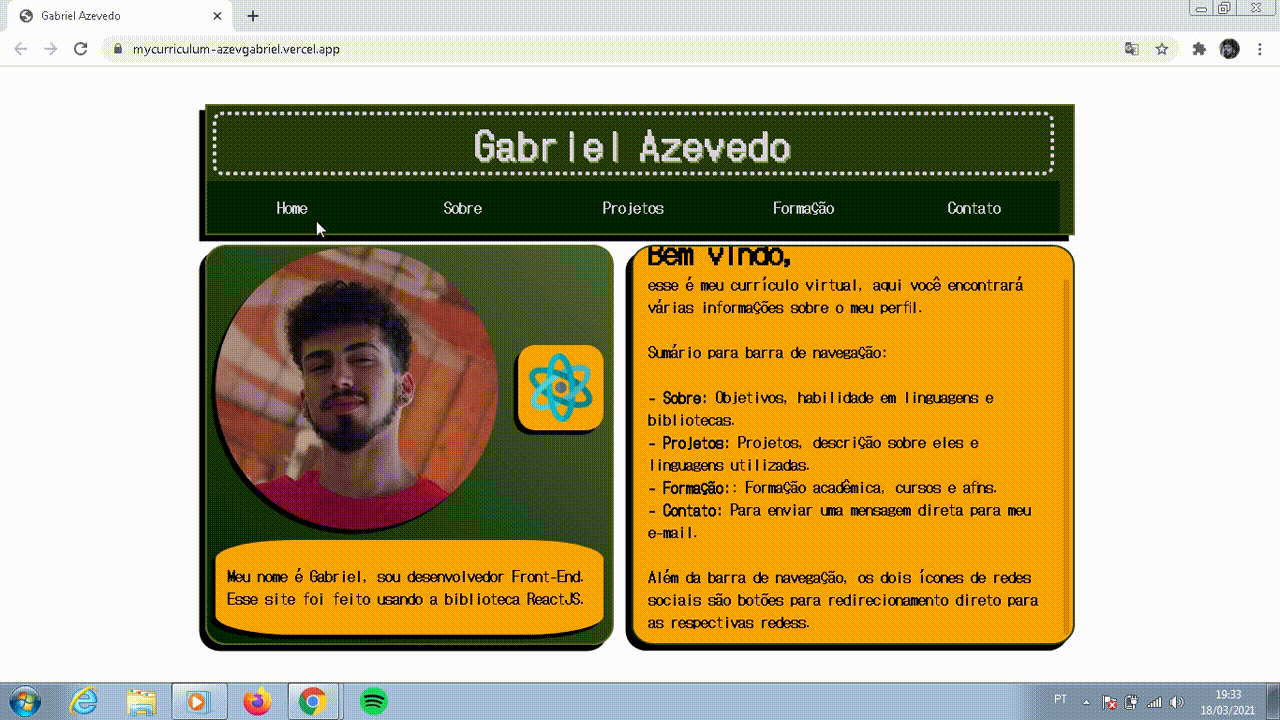 Gabriel Azevedo
mycurriculum-azevgabriel.vercel.app
Gabriel Azevedo
Home Sobre Projetos Formação Contato
Meu nome é Gabriel, sou desenvolvedor Front-End.
Esse site foi feito usando a biblioteca ReactJS.
Bem vindo,
esse é meu currículo virtual, aqui você encontrará
várias informações sobre o meu perfil.
Sumário para barra de navegação:
- Sobre: Objetivos, habilidade em linguagens e
bibliotecas.
- Projetos: Projetos, descrição sobre eles e
linguagens utilizadas.
- Formação:: Formação acadêmica, cursos e afins.
- Contato: Para enviar uma mensagem direta para meu
e-mail.
Além da barra de navegação, os dois ícones de redes
sociais são botões para redirecionamento direto para
as respectivas redess.
PT
19:33
18/03/2021